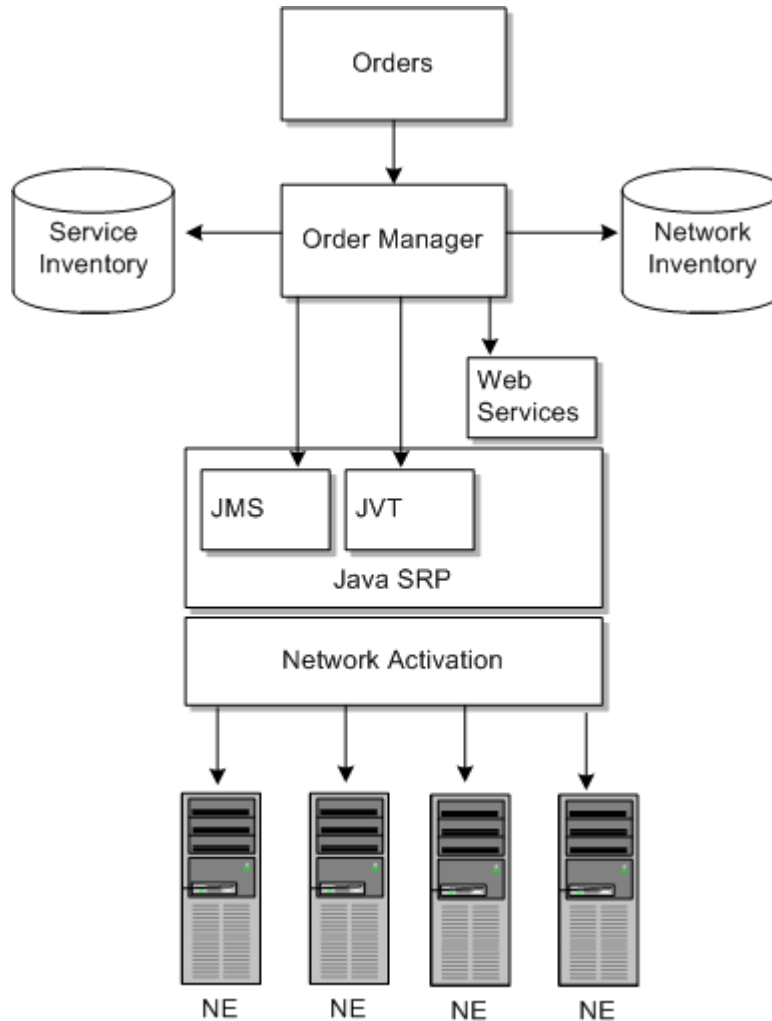 Orders
Service
Inventory
Order Manager
Network
Inventory
Web
Services
JMS
JVT
Java SRP
Network Activation
NE
NE
NE
NE